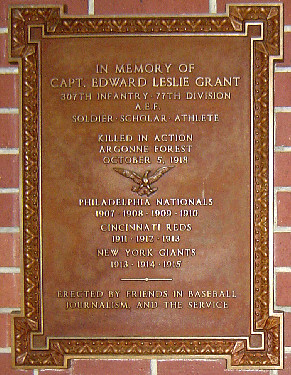 IN MEMORY OF
CAPT. EDWARD LESLIE GRANT
307TH INFANTRY-77TH DIVISION
A.E.F.
SOLDIER·SCHOLAR·ATHLETE
KILLED IN ACTION
ARGONNE FOREST
OCTOBER 5, 1918
PHILADELPHIA NATIONALS
1907-1908-1909-1910
CINCINNATI REDS
1911-1912-1913
NEW YORK GIANTS
1913-1914-1915
ERECTED BY FRIENDS IN BASEBALL,
JOURNALISM, AND THE SERVICE